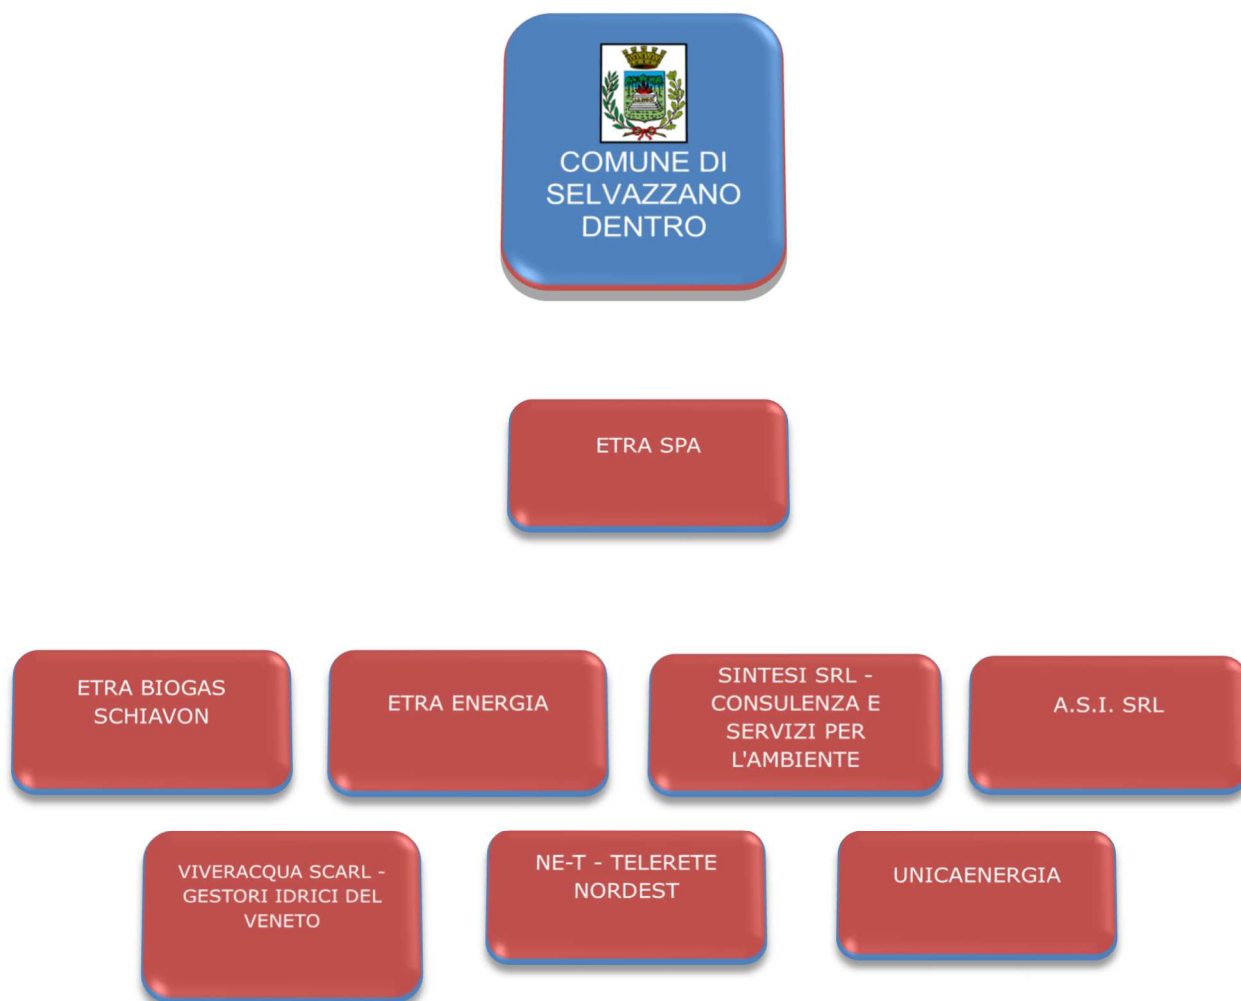 COMUNE DI
SELVAZZANO
DENTRO
ETRA SPA
ETRA BIOGAS
SCHIAVON
ETRA ENERGIA
SINTESI SRL -
CONSULENZA E
SERVIZI PER
L'AMBIENTE
A.S.I. SRL
VIVERACQUA SCARL -
GESTORI IDRICI DEL
VENETO
NE-T - TELERETE
NORDEST
UNICAENERGIA